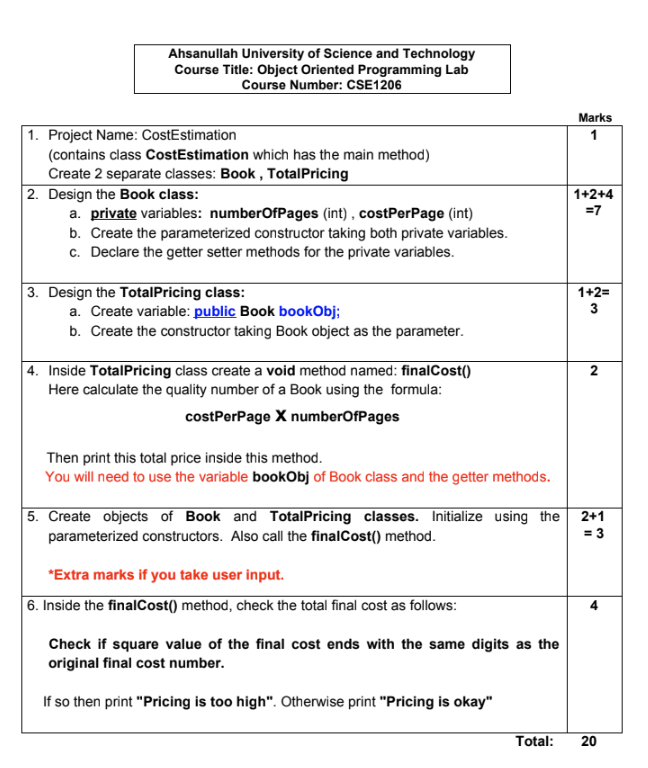 Ahsanullah University of Science and Technology
Course Title: Object Oriented Programming Lab
Course Number: CSE1206
Marks
1. Project Name: CostEstimation
(contains class CostEstimation which has the main method)
Create 2 separate classes: Book , TotalPricing
1
2. Design the Book class:
a. private variables: numberOfPages (int) , costPerPage (int)
b. Create the parameterized constructor taking both private variables.
c. Declare the getter setter methods for the private variables.
1+2+4
=7
3. Design the TotalPricing class:
a. Create variable: public Book bookObj;
b. Create the constructor taking Book object as the parameter.
1+2=
3
4. Inside TotalPricing class create a void method named: finalCost()
Here calculate the quality number of a Book using the formula:
costPerPage X numberOfPages
Then print this total price inside this method.
You will need to use the variable bookObj of Book class and the getter methods.
2
5. Create objects of Book and TotalPricing classes. Initialize using the
parameterized constructors. Also call the finalCost() method.
*Extra marks if you take user input.
2+1
= 3
6. Inside the finalCost() method, check the total final cost as follows:
Check if square value of the final cost ends with the same digits as the
original final cost number.
If so then print "Pricing is too high". Otherwise print "Pricing is okay"
4
Total: 20